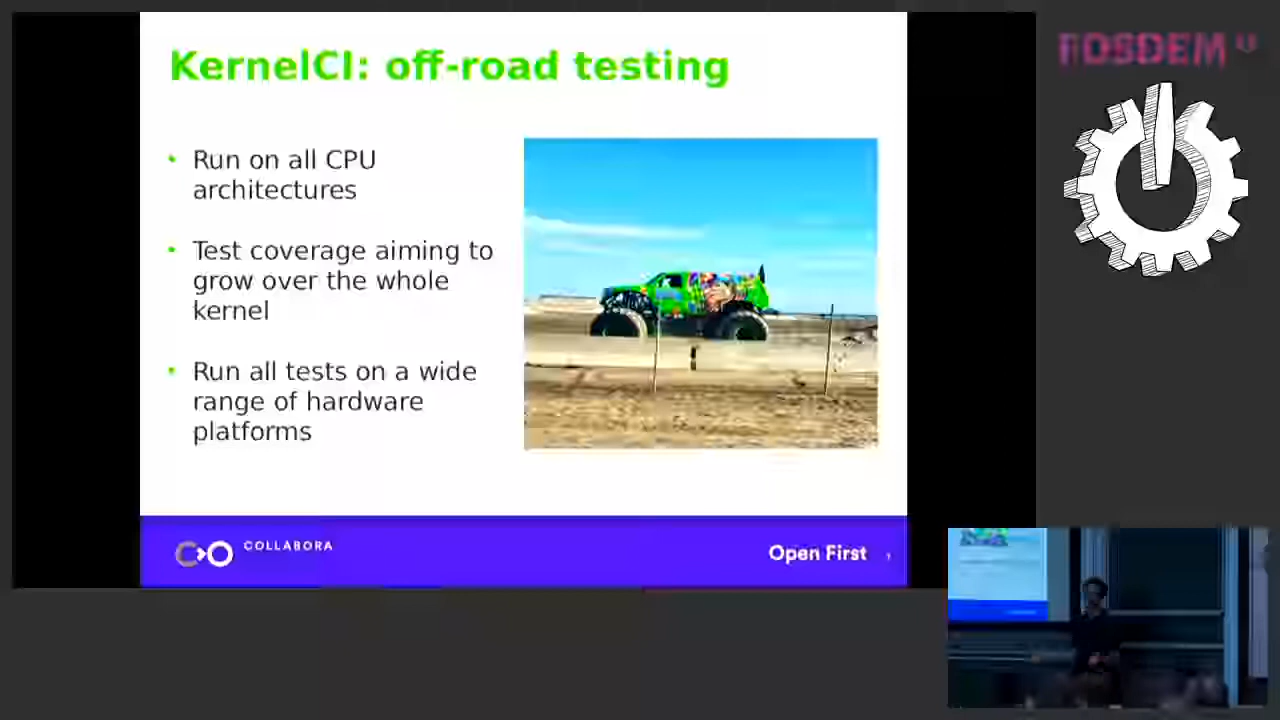 KernelCI: off-road testing
• Run on all CPU
architectures
• Test coverage aiming to
grow over the whole
kernel
• Run all tests on a wide
range of hardware
platforms
COLLABORA
Open First
FOSDEM